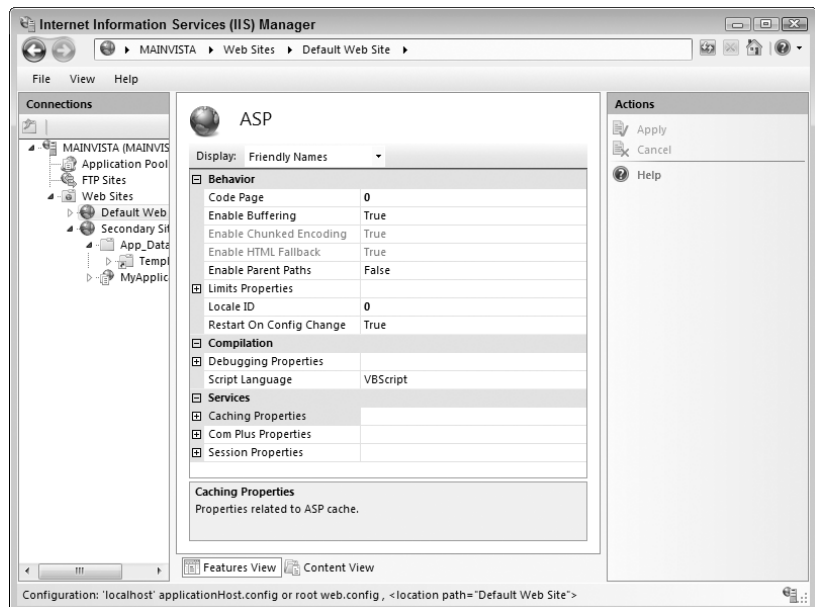 Internet Information Services (IIS) Manager
MAINVISTA Web Sites Default Web Site
File View Help
Connections
MAINVISTA (MAINVIS
Application Pool
FTP Sites
Web Sites
Default Web
Secondary Sit
App_Data
Templ
MyApplic
ASP
Display: Friendly Names
Behavior
Code Page 0
Enable Buffering True
Enable Chunked Encoding True
Enable HTML Fallback True
Enable Parent Paths False
Limits Properties
Locale ID 0
Restart On Config Change True
Compilation
Debugging Properties
Script Language VBScript
Services
Caching Properties
Com Plus Properties
Session Properties
Caching Properties
Properties related to ASP cache.
Features View Content View
Actions
Apply
Cancel
Help
Configuration: 'localhost' applicationHost.config or root web.config , <location path="Default Web Site">